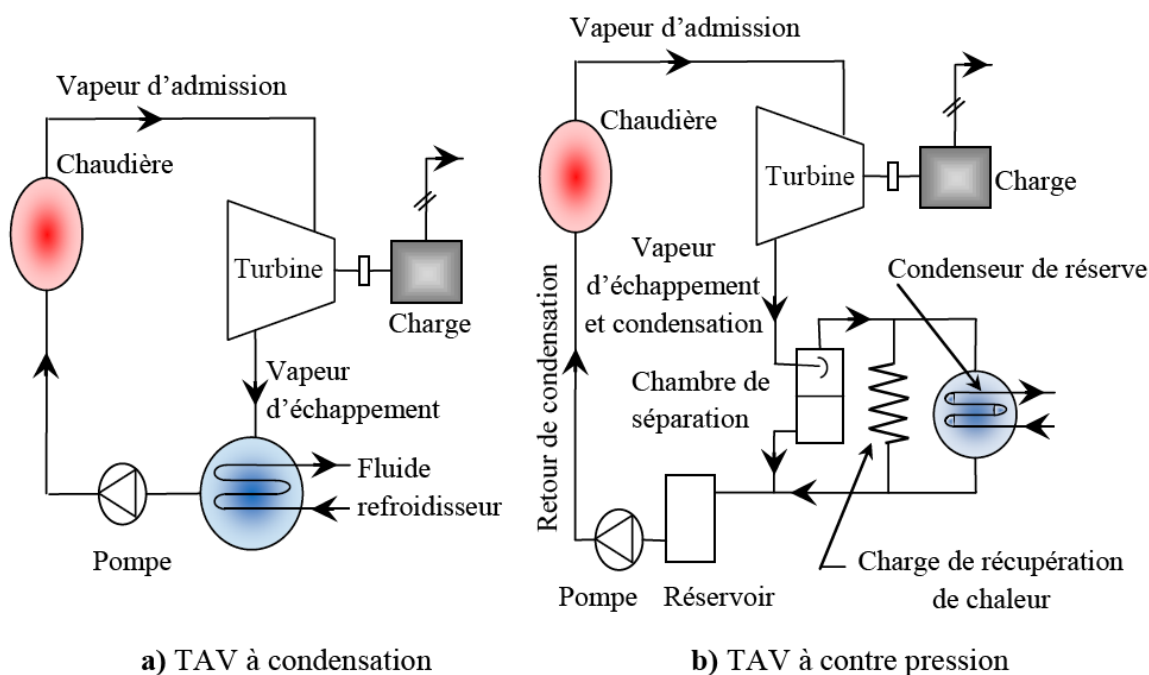 Vapeur d'admission
Chaudière
Turbine
Charge
Vapeur
d'échappement
Fluide
refroidisseur
Pompe
a) TAV à condensation
Vapeur d'admission
Chaudière
Turbine
Charge
Vapeur
d'échappement
et condensation
Condenseur de réserve
Retour de condensation
Chambre de
séparation
Pompe
Réservoir
Charge de récupération
de chaleur
b) TAV à contre pression